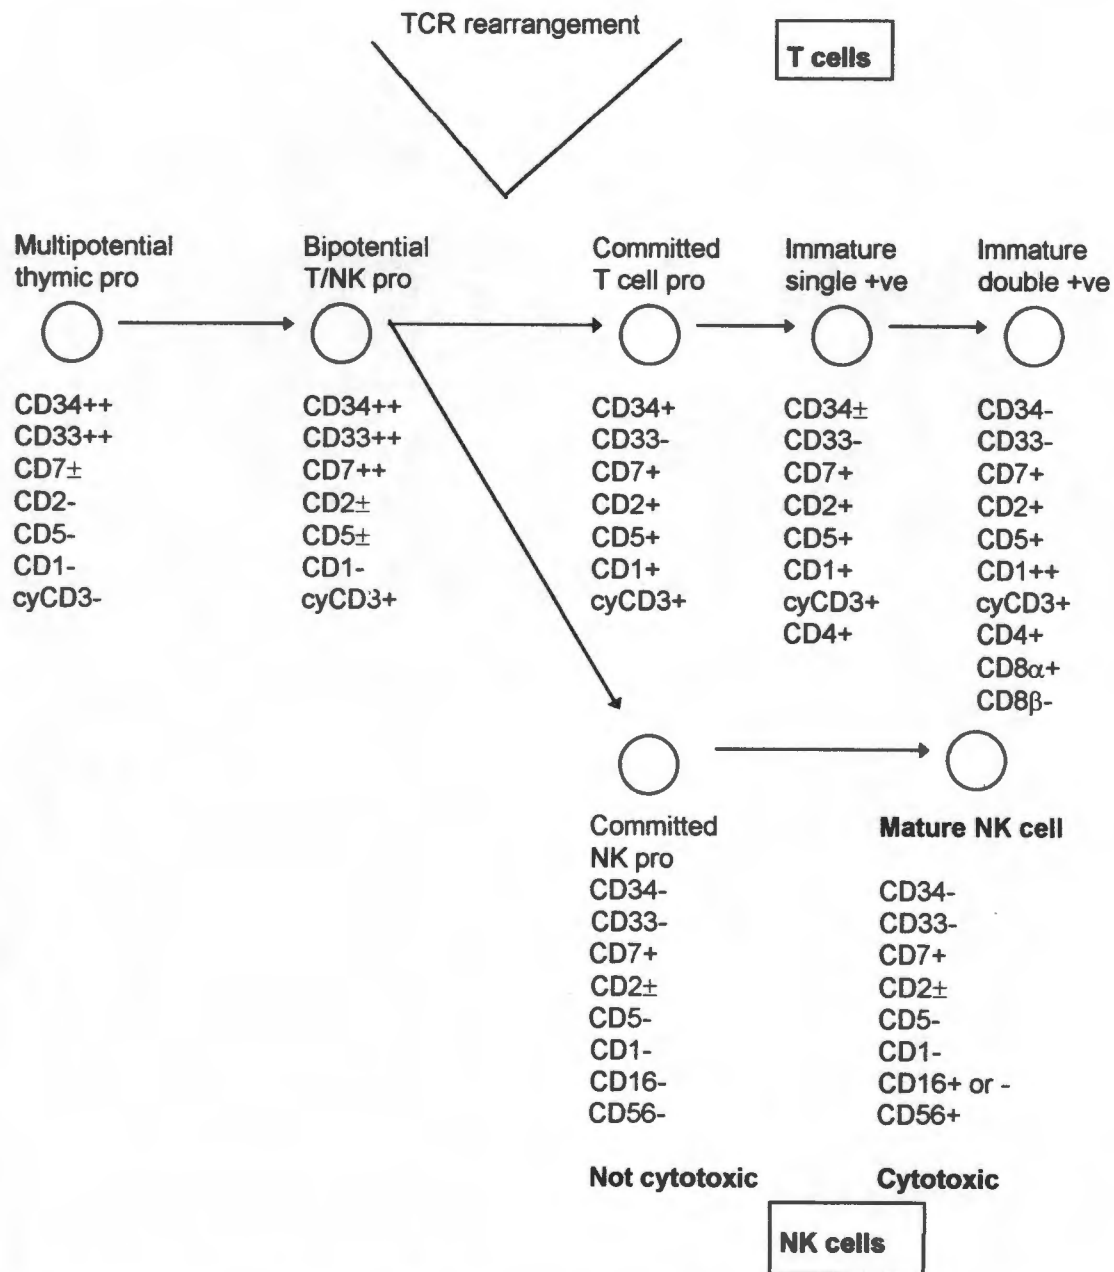 TCR rearrangement
T cells
Multipotential
thymic pro
Bipotential
T/NK pro
Committed
T cell pro
Immature
single +ve
Immature
double +ve
CD34++
CD33++
CD7±
CD2-
CD5-
CD1-
cyCD3-
CD34++
CD33++
CD7++
CD2±
CD5±
CD1-
cyCD3+
CD34+
CD33-
CD7+
CD2+
CD5+
CD1+
cyCD3+
CD34±
CD33-
CD7+
CD2+
CD5+
CD1+
cyCD3+
CD4+
CD34-
CD33-
CD7+
CD2+
CD5+
CD1++
cyCD3+
CD4+
CD8α+
CD8β-
Committed
NK pro
CD34-
CD33-
CD7+
CD2±
CD5-
CD1-
CD16-
CD56-
Not cytotoxic
Mature NK cell
CD34-
CD33-
CD7+
CD2±
CD5-
CD1-
CD16+ or -
CD56+
Cytotoxic
NK cells